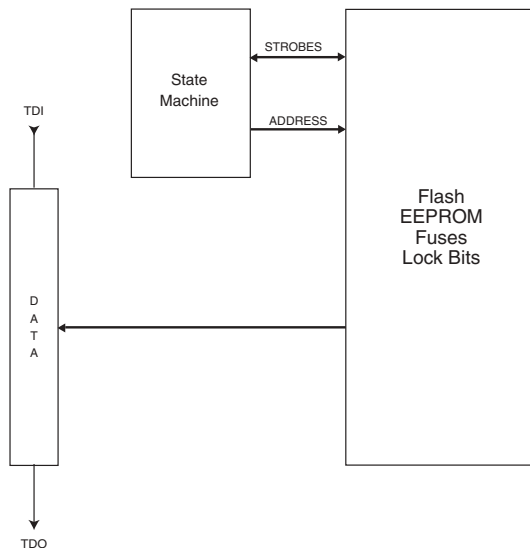 STROBES
State
Machine
ADDRESS
TDI
Flash
EEPROM
Fuses
Lock Bits
D
A
T
A
TDO